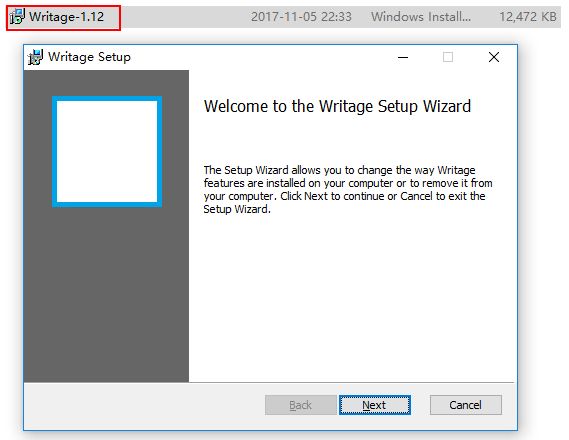 Writage-1.12 2017-11-05 22:33 Windows Install... 12,472 KB
Writage Setup
Welcome to the Writage Setup Wizard
The Setup Wizard allows you to change the way Writage
features are installed on your computer or to remove it from
your computer. Click Next to continue or Cancel to exit the
Setup Wizard.
Back Next Cancel